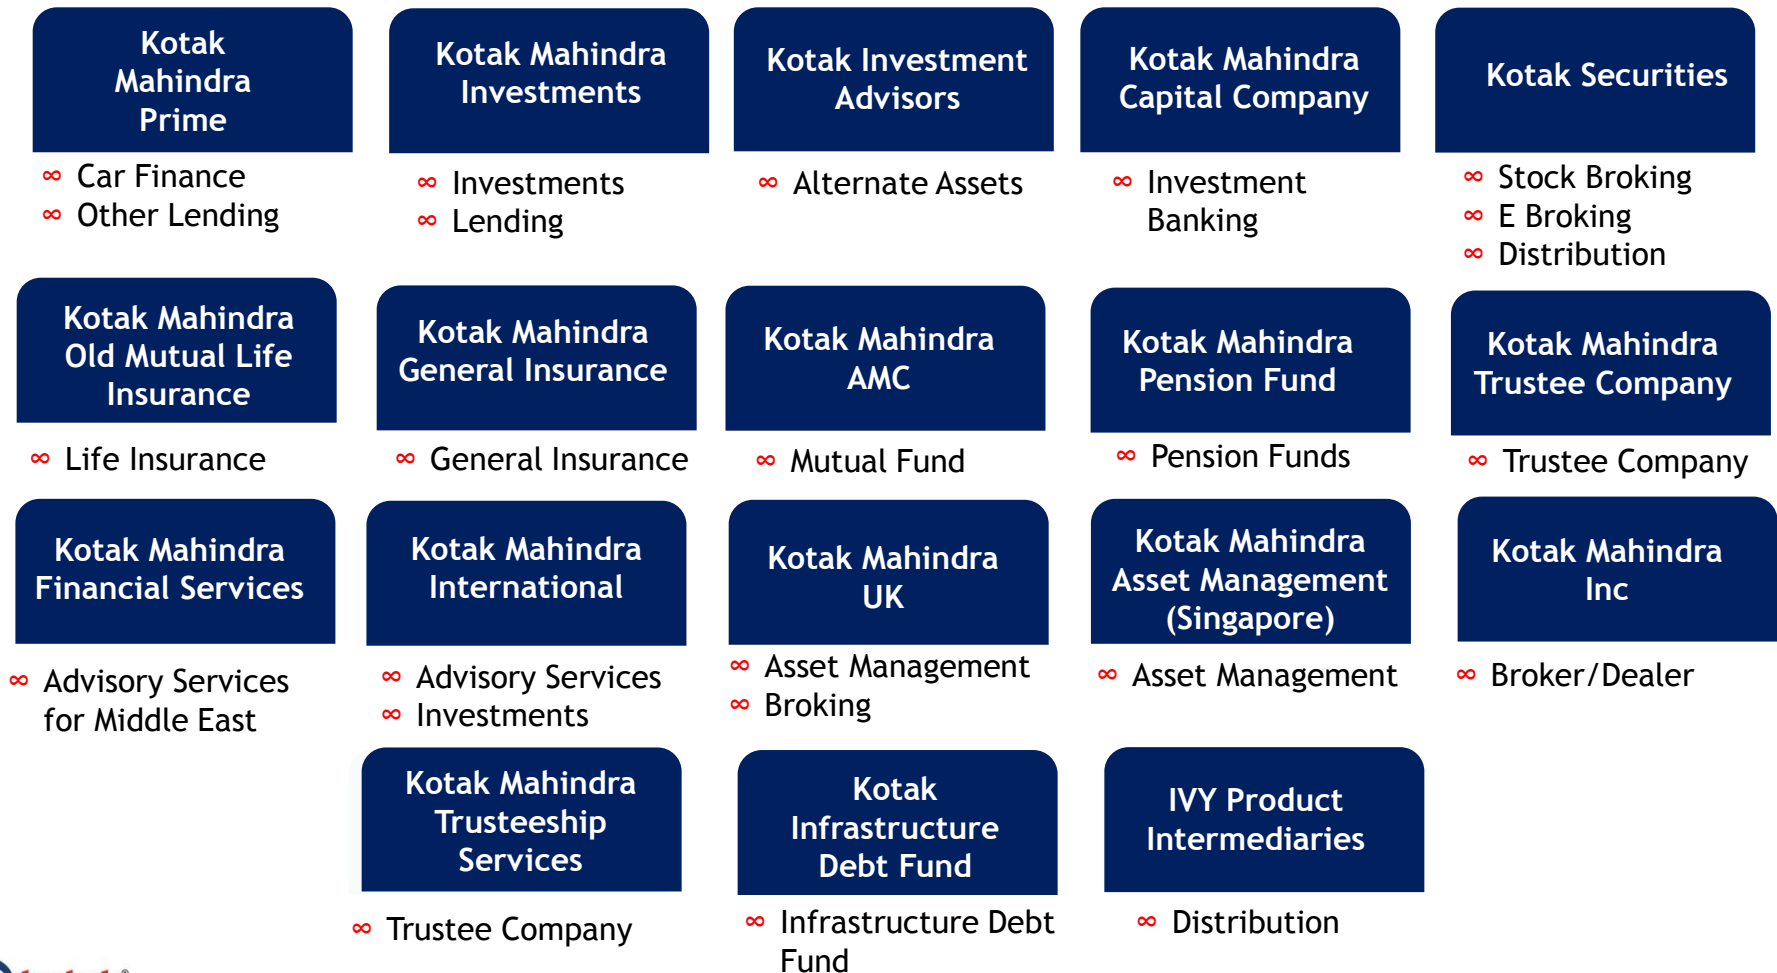 Kotak
Mahindra
Prime
∞ Car Finance
∞ Other Lending
Kotak Mahindra
Investments
∞ Investments
∞ Lending
Kotak Investment
Advisors
∞ Alternate Assets
Kotak Mahindra
Capital Company
∞ Investment
Banking
Kotak Securities
∞ Stock Broking
∞ E Broking
∞ Distribution
Kotak Mahindra
Old Mutual Life
Insurance
∞ Life Insurance
Kotak Mahindra
General Insurance
∞ General Insurance
Kotak Mahindra
AMC
∞ Mutual Fund
Kotak Mahindra
Pension Fund
∞ Pension Funds
Kotak Mahindra
Trustee Company
∞ Trustee Company
Kotak Mahindra
Financial Services
∞ Advisory Services
for Middle East
Kotak Mahindra
International
∞ Advisory Services
∞ Investments
Kotak Mahindra
UK
∞ Asset Management
∞ Broking
Kotak Mahindra
Asset Management
(Singapore)
∞ Asset Management
Kotak Mahindra
Inc
∞ Broker/Dealer
Kotak Mahindra
Trusteeship
Services
∞ Trustee Company
Kotak
Infrastructure
Debt Fund
∞ Infrastructure Debt
Fund
IVY Product
Intermediaries
∞ Distribution